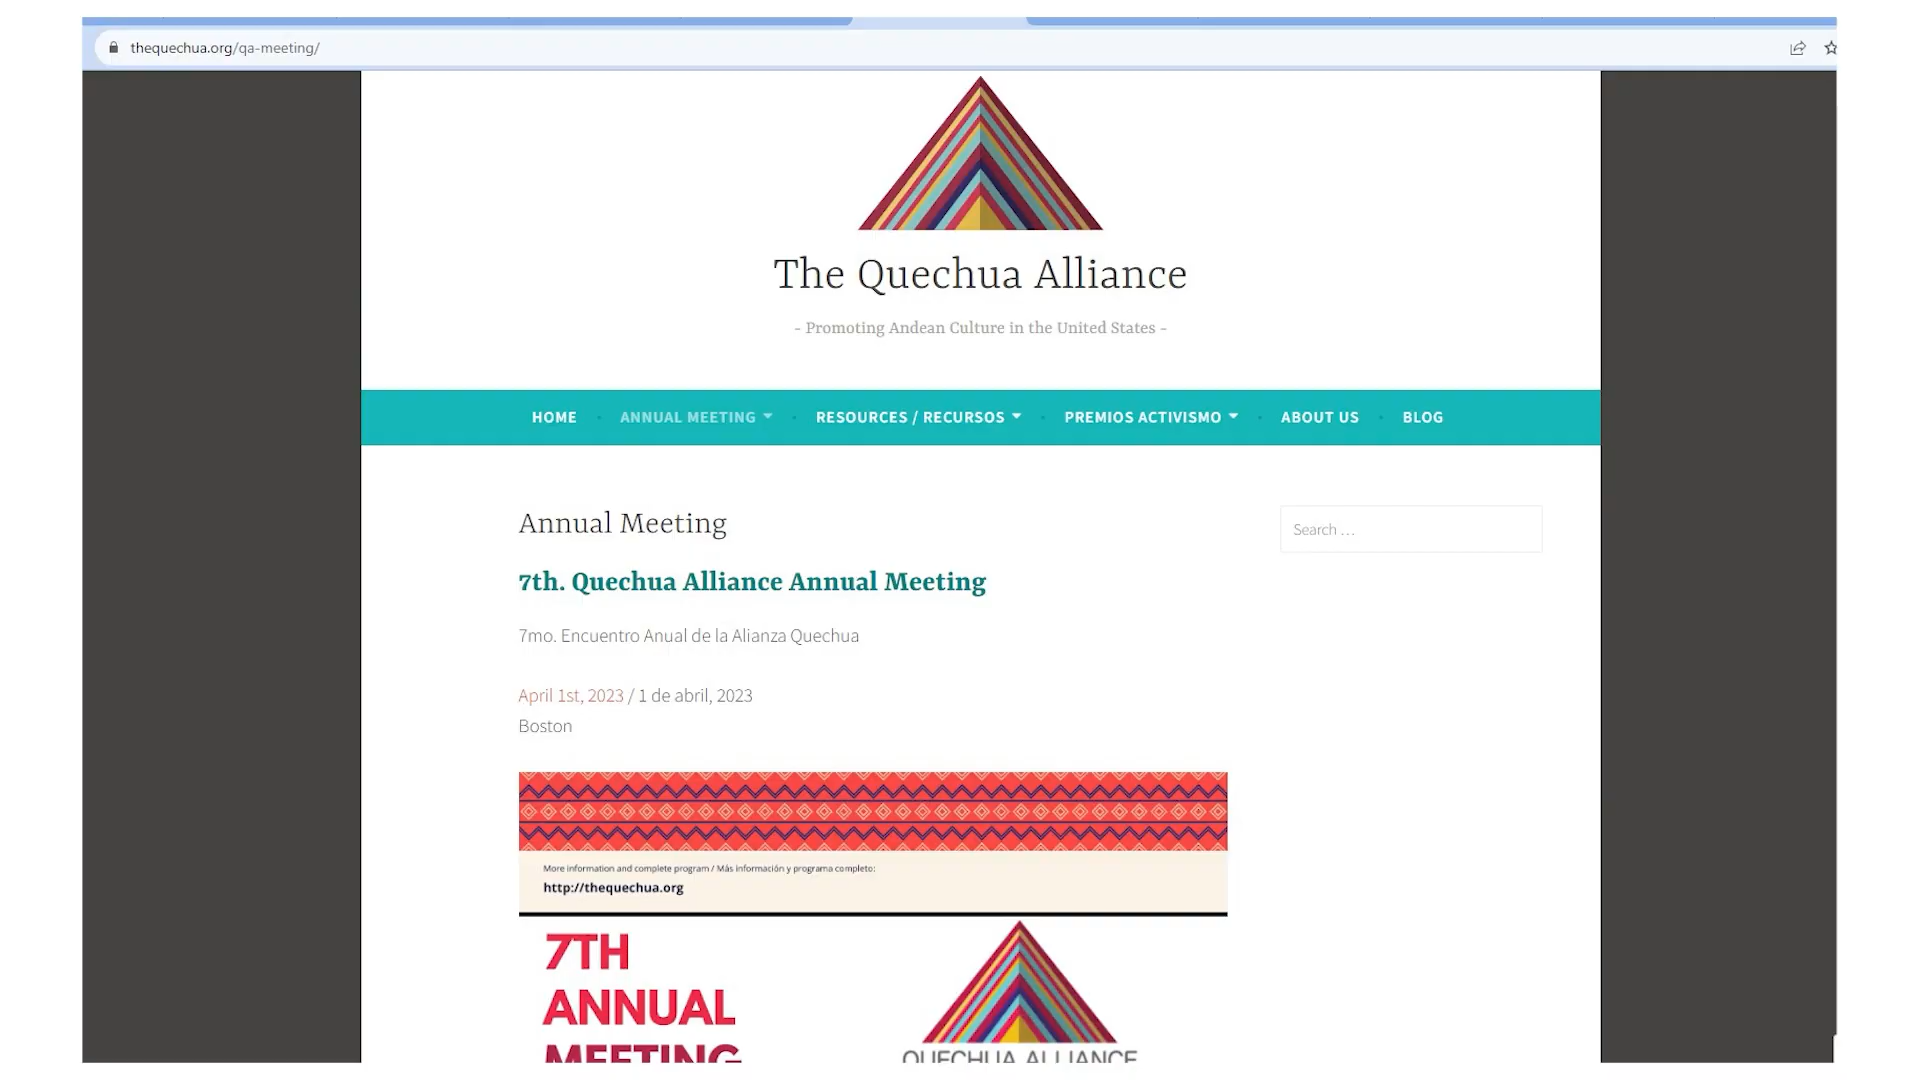 thequechua.org/qa-meeting/
The Quechua Alliance
- Promoting Andean Culture in the United States -
HOME ANNUAL MEETING RESOURCES / RECURSOS PREMIOS ACTIVISMO ABOUT US BLOG
Annual Meeting
Search …
7th. Quechua Alliance Annual Meeting
7mo. Encuentro Anual de la Alianza Quechua
April 1st, 2023 / 1 de abril, 2023
Boston
More information and complete program / Más información y programa completo:
http://thequechua.org
7TH
ANNUAL
MEETING
QUECHUA ALLIANCE